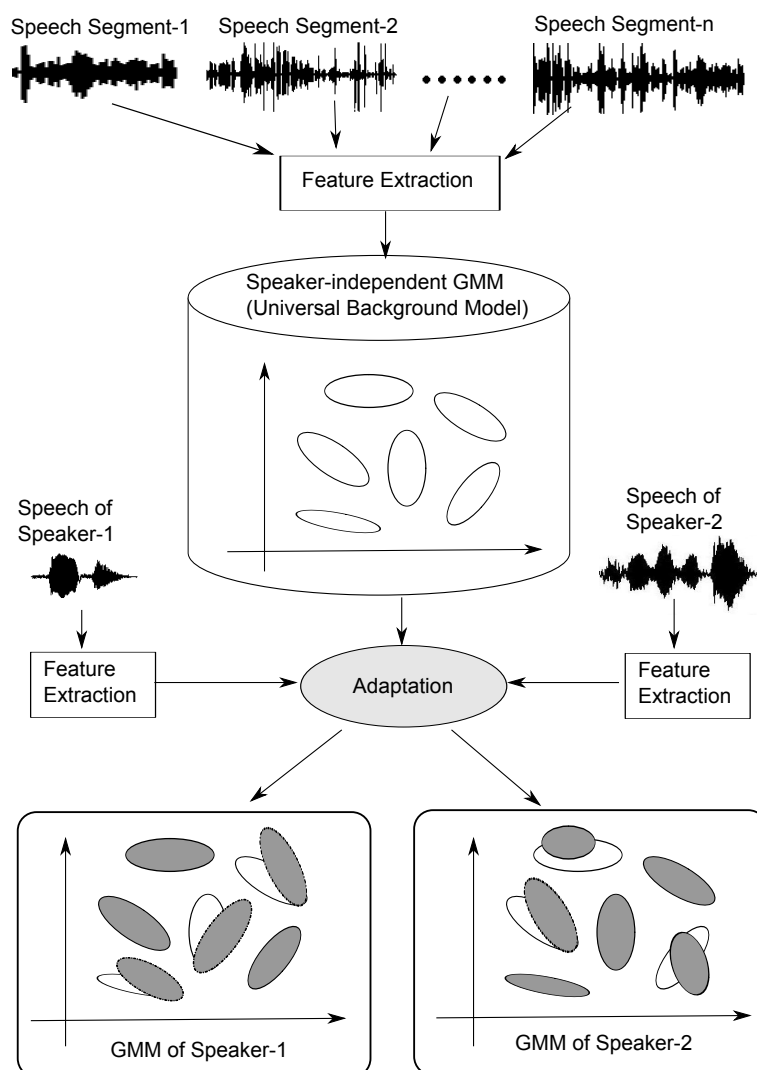 Speech Segment-1
Speech Segment-2
Speech Segment-n
Feature Extraction
Speaker-independent GMM
(Universal Background Model)
Speech of
Speaker-1
Speech of
Speaker-2
Feature
Extraction
Adaptation
Feature
Extraction
GMM of Speaker-1
GMM of Speaker-2